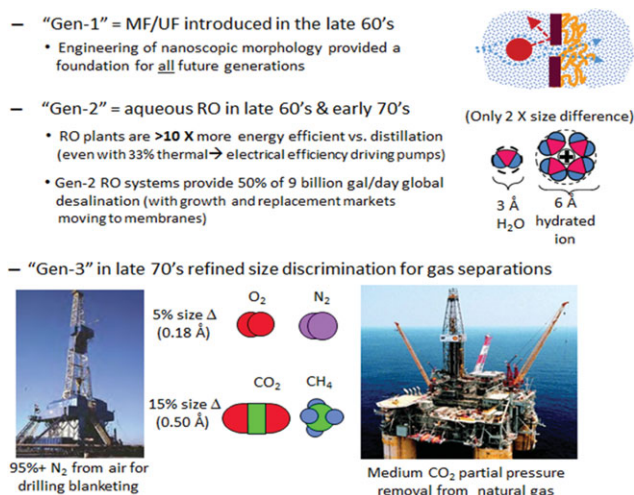 – “Gen-1” = MF/UF introduced in the late 60’s
• Engineering of nanoscopic morphology provided a
foundation for all future generations
– “Gen-2” = aqueous RO in late 60’s & early 70’s
• RO plants are >10 X more energy efficient vs. distillation
(even with 33% thermal→ electrical efficiency driving pumps)
• Gen-2 RO systems provide 50% of 9 billion gal/day global
desalination (with growth and replacement markets
moving to membranes)
(Only 2 X size difference)
+
3 Å
H₂O
6 Å
hydrated
ion
– “Gen-3” in late 70’s refined size discrimination for gas separations
O₂
N₂
5% size Δ
(0.18 Å)
CO₂
CH₄
15% size Δ
(0.50 Å)
95%+ N₂ from air for
drilling blanketing
Medium CO₂ partial pressure
removal from natural gas